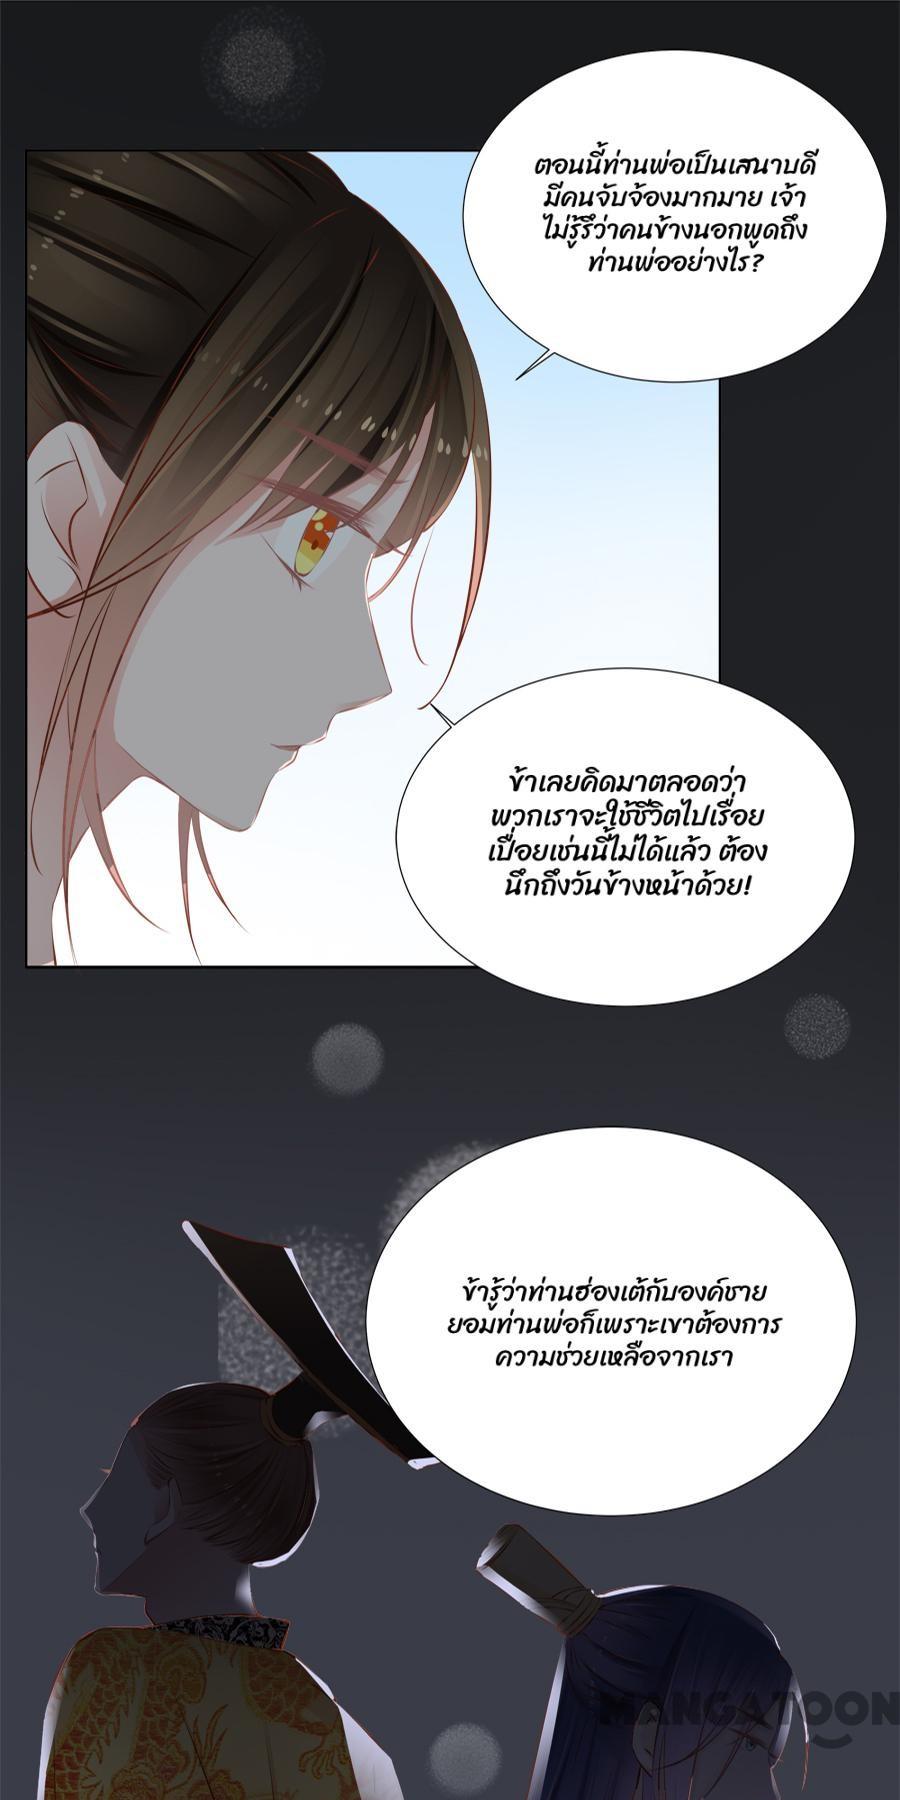 ตอนนี้ท่านพ่อเป็นเสนาบดี
มีคนจับจ้องมากมาย เจ้า
ไม่รู้รึว่าคนข้างนอกพูดถึง
ท่านพ่ออย่างไร?
ข้าเลยคิดมาตลอดว่า
พวกเราจะใช้ชีวิตไปเรื่อย
เปื่อยเช่นนี้ไม่ได้แล้ว ต้อง
นึกถึงวันข้างหน้าด้วย!
ข้ารู้ว่าท่านฮ่องเต้กับองค์ชาย
ยอมท่านพ่อก็เพราะเขาต้องการ
ความช่วยเหลือจากเรา
MANGATOON